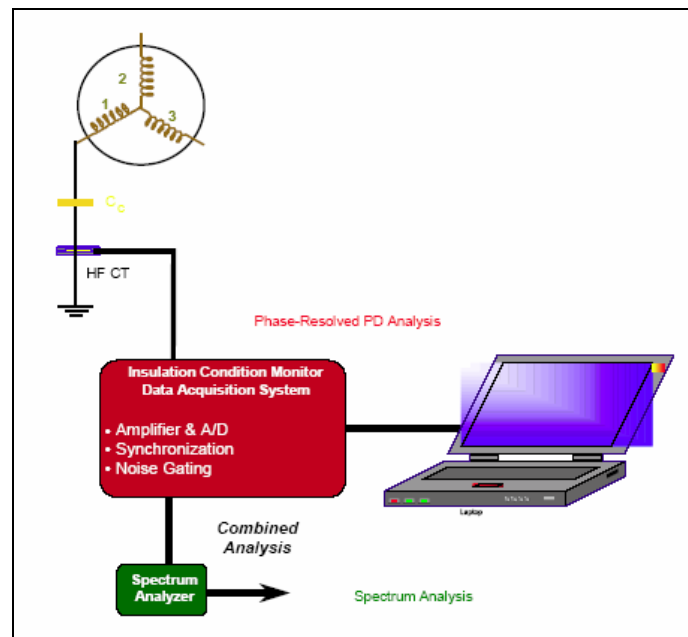 2
1
3
Cc
HF CT
Phase-Resolved PD Analysis
Insulation Condition Monitor
Data Acquisition System
• Amplifier & A/D
• Synchronization
• Noise Gating
Laptop
Combined
Analysis
Spectrum
Analyzer
Spectrum Analysis